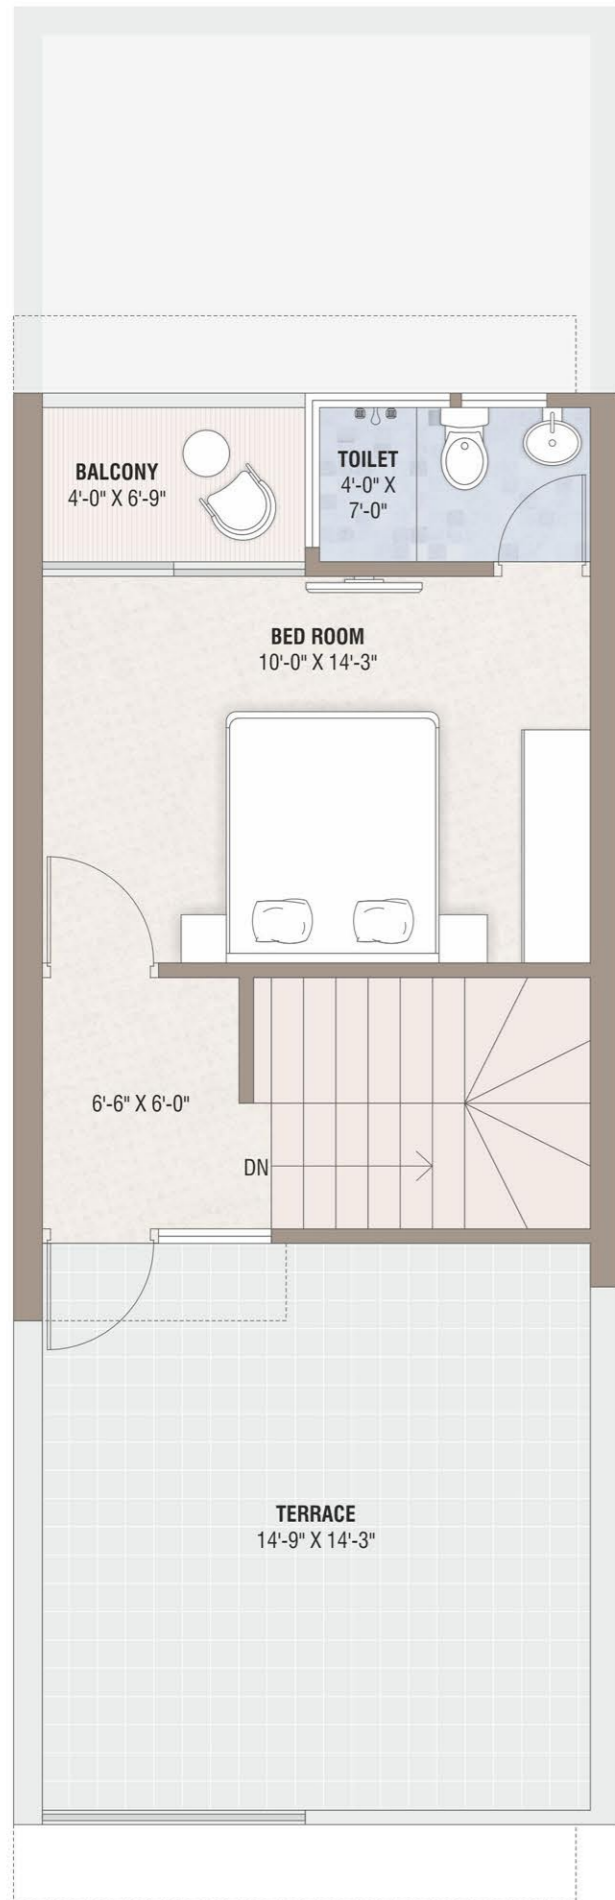 BALCONY
4'-0" X 6'-9"
TOILET
4'-0" X
7'-0"
BED ROOM
10'-0" X 14'-3"
6'-6" X 6'-0"
DN
TERRACE
14'-9" X 14'-3"